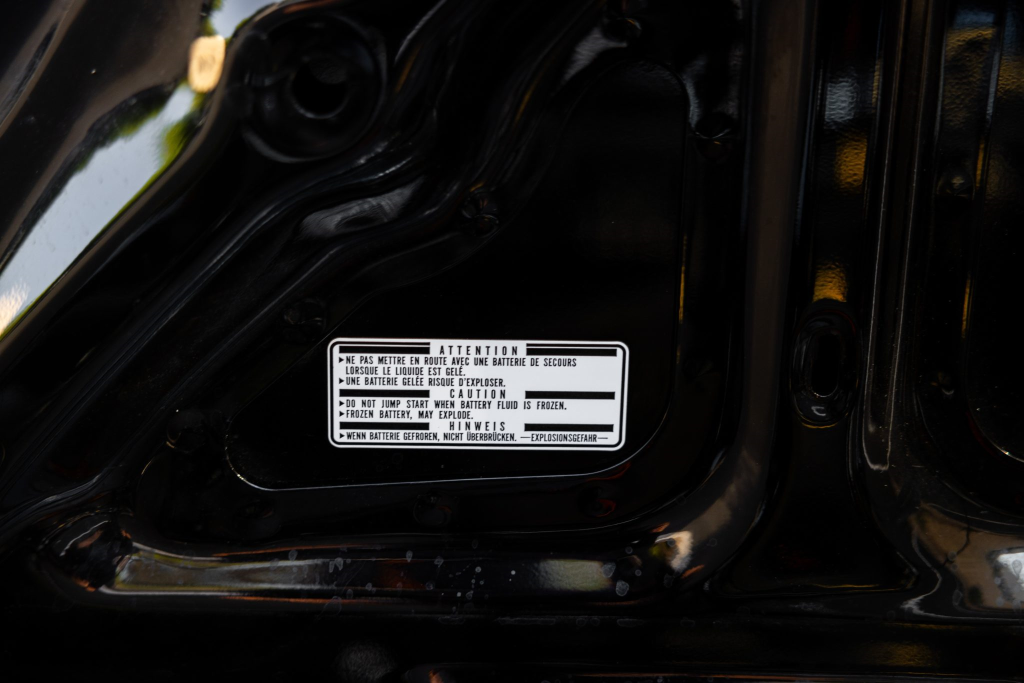 ATTENTION
▶NE PAS METTRE EN ROUTE AVEC UNE BATTERIE DE SECOURS
LORSQUE LE LIQUIDE EST GELÉ.
▶UNE BATTERIE GELÉE RISQUE D'EXPLOSER.
CAUTION
▶DO NOT JUMP START WHEN BATTERY FLUID IS FROZEN.
▶FROZEN BATTERY, MAY EXPLODE.
HINWEIS
▶WENN BATTERIE GEFROREN, NICHT ÜBERBRÜCKEN. —EXPLOSIONSGEFAHR—